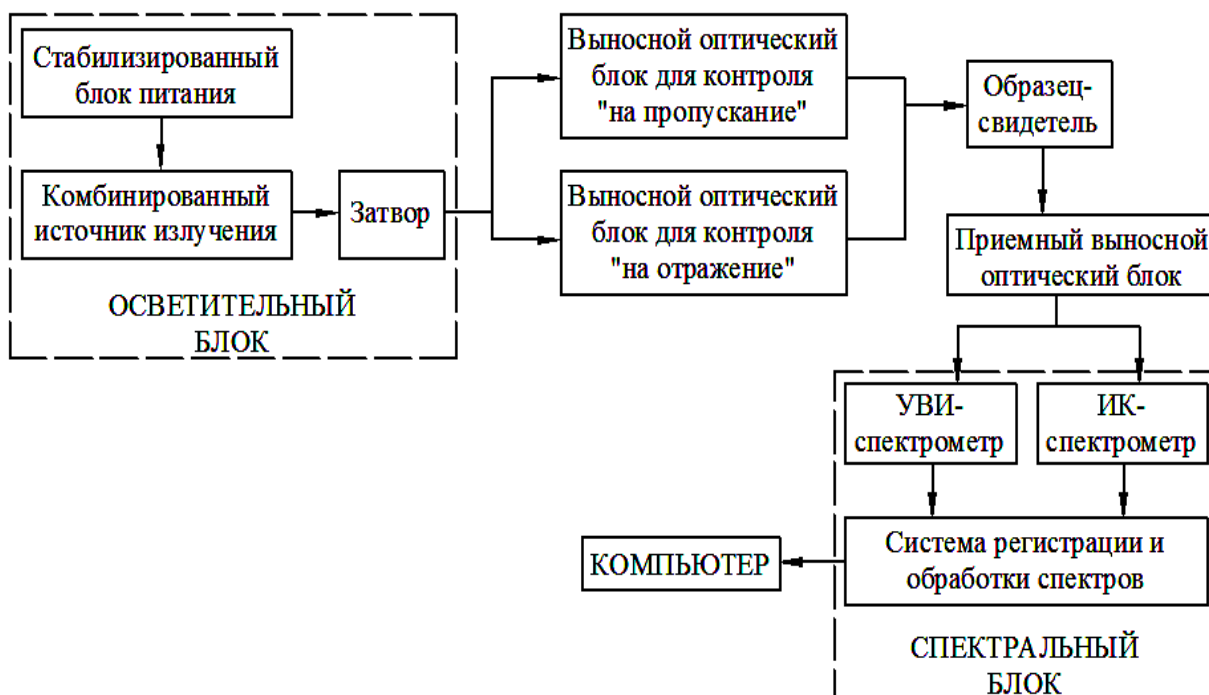 Стабилизированный
блок питания
Комбинированный
источник излучения
Затвор
ОСВЕТИТЕЛЬНЫЙ
БЛОК
Выносной оптический
блок для контроля
"на пропускание"
Выносной оптический
блок для контроля
"на отражение"
Образец-
свидетель
Приемный выносной
оптический блок
УВИ-
спектрометр
ИК-
спектрометр
Система регистрации и
обработки спектров
КОМПЬЮТЕР
СПЕКТРАЛЬНЫЙ
БЛОК